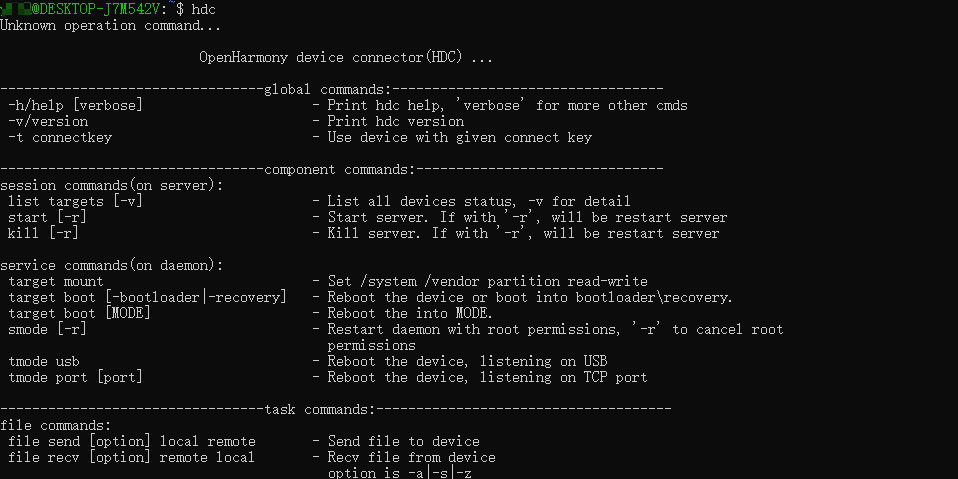 @DESKTOP-J7M542V:~$ hdc
Unknown operation command...
OpenHarmony device connector(HDC) ...
---------------------------------global commands:----------------------------------
-h/help [verbose] - Print hdc help, 'verbose' for more other cmds
-v/version - Print hdc version
-t connectkey - Use device with given connect key
---------------------------------component commands:-------------------------------
session commands(on server):
list targets [-v] - List all devices status, -v for detail
start [-r] - Start server. If with '-r', will be restart server
kill [-r] - Kill server. If with '-r', will be restart server
service commands(on daemon):
target mount - Set /system /vendor partition read-write
target boot [-bootloader|-recovery] - Reboot the device or boot into bootloader\recovery.
target boot [MODE] - Reboot the into MODE.
smode [-r] - Restart daemon with root permissions, '-r' to cancel root
permissions
tmode usb - Reboot the device, listening on USB
tmode port [port] - Reboot the device, listening on TCP port
---------------------------------task commands:-------------------------------------
file commands:
file send [option] local remote - Send file to device
file recv [option] remote local - Recv file from device
option is -a|-s|-z